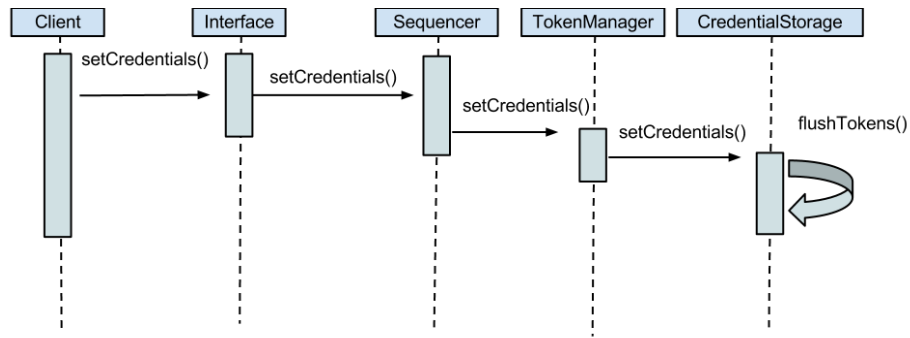 Client
Interface
Sequencer
TokenManager
CredentialStorage
setCredentials()
setCredentials()
setCredentials()
setCredentials()
flushTokens()